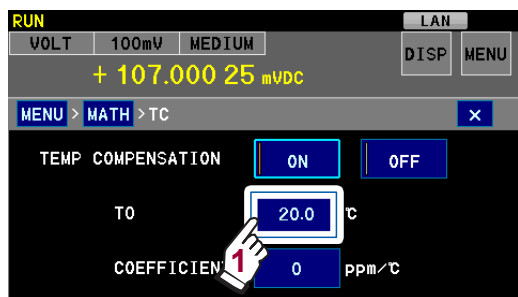 RUN LAN
VOLT 100mV MEDIUM DISP MENU
+ 107.000 25 mVDC
MENU > MATH > TC ×
TEMP COMPENSATION ON OFF
T0 20.0 ℃
COEFFICIEN 0 ppm/℃
1